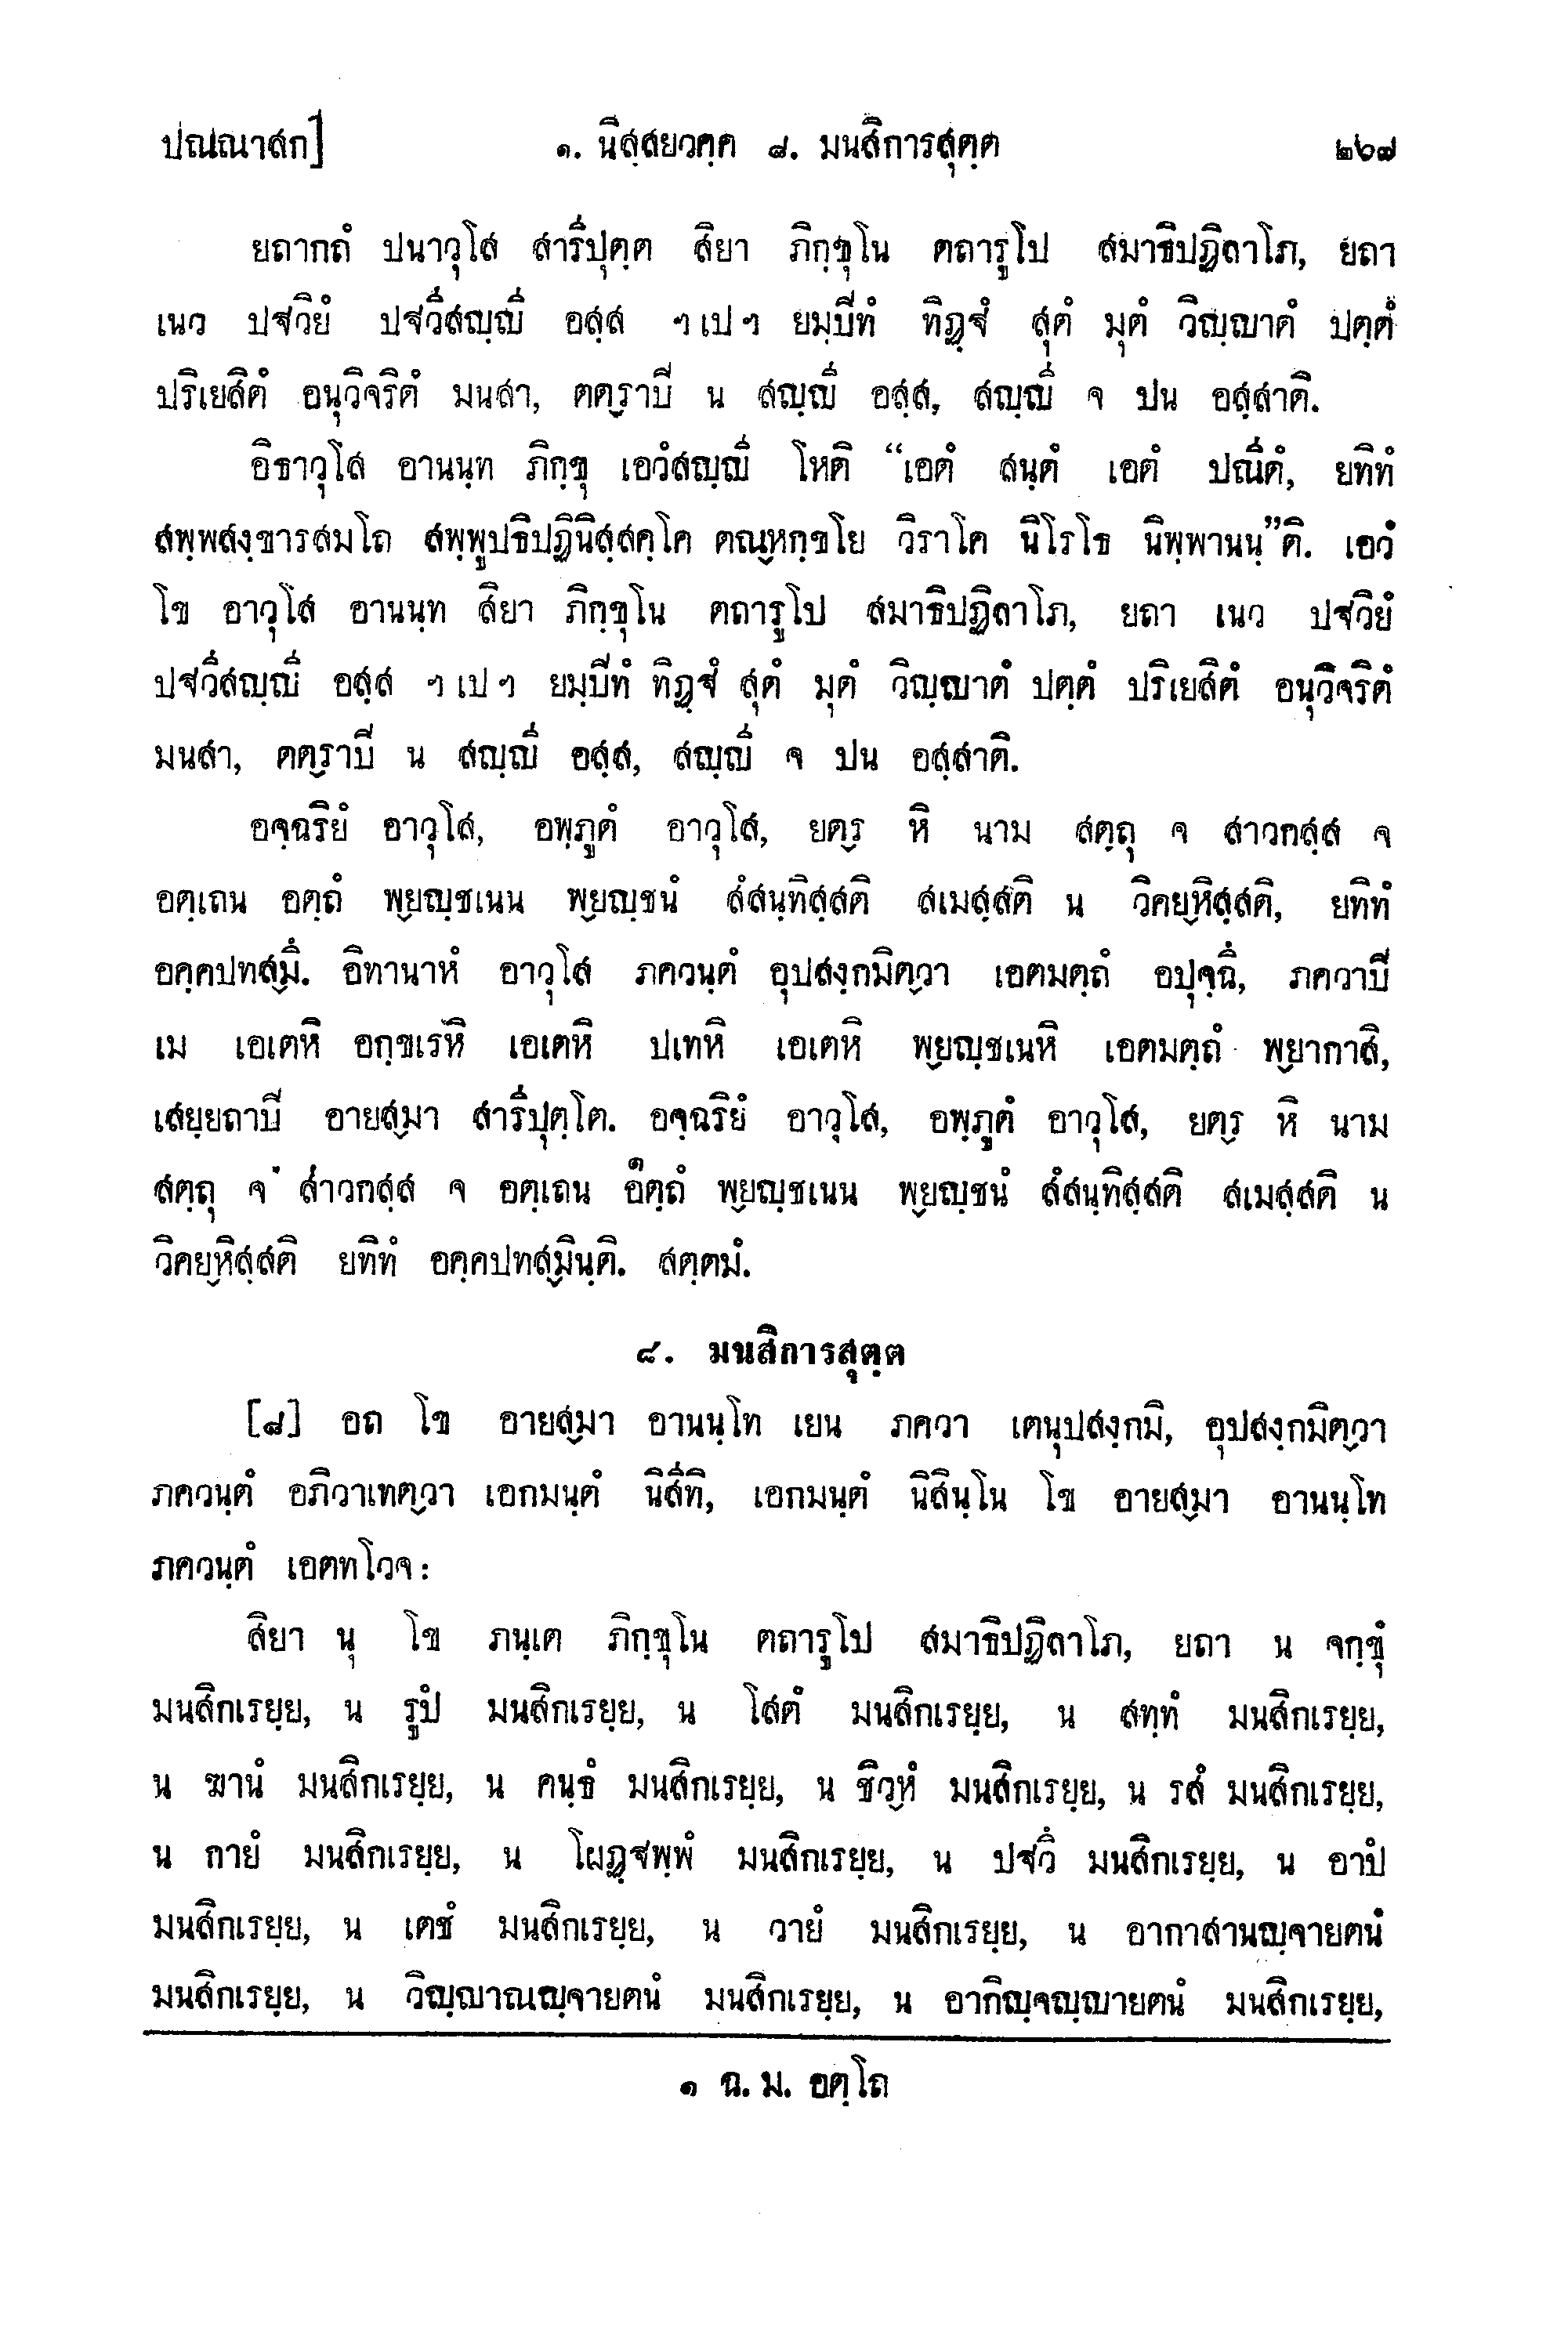 ปณฺณาสก]	๑. นิสฺสยวคฺค ๘. มนสิการสุตฺต	๒๖๗
ยถากถํ ปนาวุโส สาริปุตฺต สิยา ภิกฺขุโน ตถารูโป สมาธิปฏิลาโภ, ยถา
เนว ปฐวิยํ ปฐวีสญฺญี อสฺส ฯ เป ฯ ยมฺปีทํ ทิฏฺฐํ สุตํ มุตํ วิญฺญาตํ ปตฺตํ
ปริเยสิตํ อนุวิจริตํ มนสา, ตตฺราปิ น สญฺญี อสฺส, สญฺญี จ ปน อสฺสาติ.
อิธาวุโส อานนฺท ภิกฺขุ เอวํสญฺญี โหติ “เอตํ สนฺตํ เอตํ ปณีตํ, ยทิทํ
สพฺพสงฺขารสมโถ สพฺพูปธิปฏินิสฺสคฺโค ตณฺหกฺขโย วิราโค นิโรโธ นิพฺพานนฺ”ติ. เอวํ
โข อาวุโส อานนฺท สิยา ภิกฺขุโน ตถารูโป สมาธิปฏิลาโภ, ยถา เนว ปฐวิยํ
ปฐวีสญฺญี อสฺส ฯ เป ฯ ยมฺปีทํ ทิฏฺฐํ สุตํ มุตํ วิญฺญาตํ ปตฺตํ ปริเยสิตํ อนุวิจริตํ
มนสา, ตตฺราปิ น สญฺญี อสฺส, สญฺญี จ ปน อสฺสาติ.
อจฺฉริยํ อาวุโส, อพฺภูตํ อาวุโส, ยตฺร หิ นาม สตฺถุ จ สาวกสฺส จ
อตฺเถน อตฺถํ พฺยญฺชเนน พฺยญฺชนํ สํสนฺทิสฺสติ สเมสฺสติ น วิคยฺหิสฺสติ, ยทิทํ
อคฺคปทสฺมึ. อิทานาหํ อาวุโส ภควนฺตํ อุปสงฺกมิตฺวา เอตมตฺถํ อปุจฺฉึ, ภควาปิ
เม เอเตหิ อกฺขเรหิ เอเตหิ ปเทหิ เอเตหิ พฺยญฺชเนหิ เอตมตฺถํ พฺยากาสิ,
เสยฺยถาปิ อายสฺมา สาริปุตฺโต. อจฺฉริยํ อาวุโส, อพฺภูตํ อาวุโส, ยตฺร หิ นาม
สตฺถุ จ สาวกสฺส จ อตฺเถน อ๑ตฺถํ พฺยญฺชเนน พฺยญฺชนํ สํสนฺทิสฺสติ สเมสฺสติ น
วิคยฺหิสฺสติ ยทิทํ อคฺคปทสฺมินฺติ. สตฺตมํ.
๘. มนสิการสุตฺต
[๘] อถ โข อายสฺมา อานนฺโท เยน ภควา เตนุปสงฺกมิ, อุปสงฺกมิตฺวา
ภควนฺตํ อภิวาเทตฺวา เอกมนฺตํ นิสีทิ, เอกมนฺตํ นิสินฺโน โข อายสฺมา อานนฺโท
ภควนฺตํ เอตทโวจ :
สิยา นุ โข ภนฺเต ภิกฺขุโน ตถารูโป สมาธิปฏิลาโภ, ยถา น จกฺขุํ
มนสิกเรยฺย, น รูปํ มนสิกเรยฺย, น โสตํ มนสิกเรยฺย, น สทฺทํ มนสิกเรยฺย,
น ฆานํ มนสิกเรยฺย, น คนฺธํ มนสิกเรยฺย, น ชิวฺหํ มนสิกเรยฺย, น รสํ มนสิกเรยฺย,
น กายํ มนสิกเรยฺย, น โผฏฺฐพฺพํ มนสิกเรยฺย, น ปฐวึ มนสิกเรยฺย, น อาปํ
มนสิกเรยฺย, น เตชํ มนสิกเรยฺย, น วายํ มนสิกเรยฺย, น อากาสานญฺจายตนํ
มนสิกเรยฺย, น วิญฺญาณญฺจายตนํ มนสิกเรยฺย, น อากิญฺจญฺญายตนํ มนสิกเรยฺย,
๑ ฉ. ม. อตฺโถ